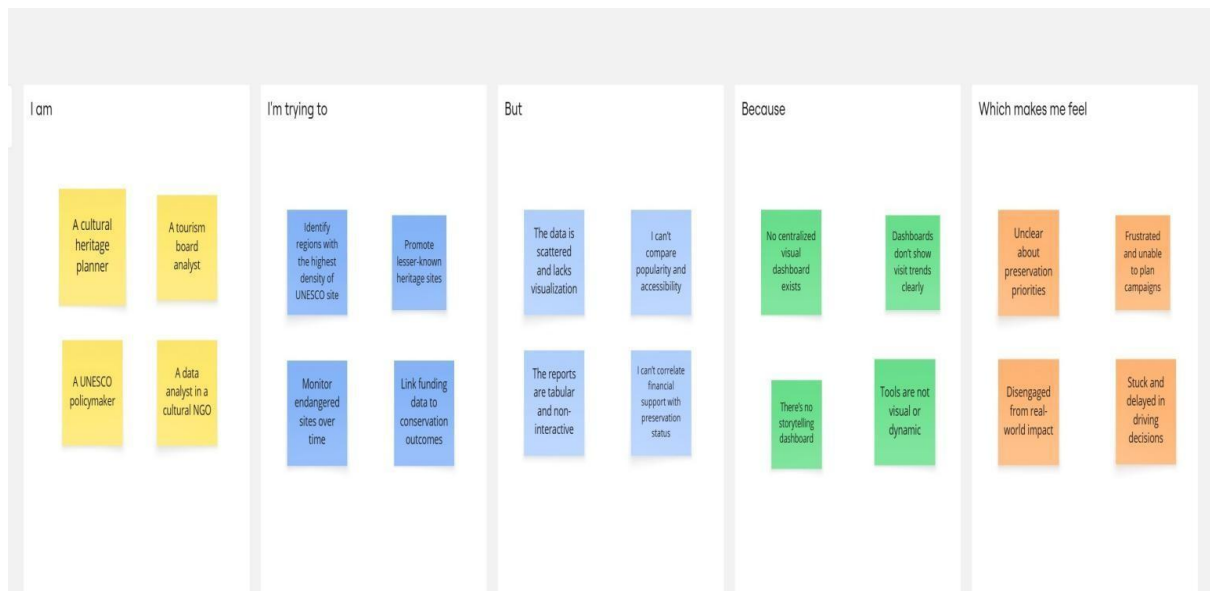 I am
A cultural
heritage
planner
A tourism
board
analyst
A UNESCO
policymaker
A data
analyst in a
cultural NGO
I'm trying to
Identify
regions with
the highest
density of
UNESCO site
Promote
lesser-known
heritage sites
Monitor
endangered
sites over
time
Link funding
data to
conservation
outcomes
But
The data is
scattered
and lacks
visualization
I can't
compare
popularity and
accessibility
The reports
are tabular
and non-
interactive
I can't correlate
financial
support with
preservation
status
Because
No centralized
visual
dashboard
exists
Dashboards
don't show
visit trends
clearly
There's no
storytelling
dashboard
Tools are not
visual or
dynamic
Which makes me feel
Unclear
about
preservation
priorities
Frustrated
and unable
to plan
campaigns
Disengaged
from real-
world impact
Stuck and
delayed in
driving
decisions